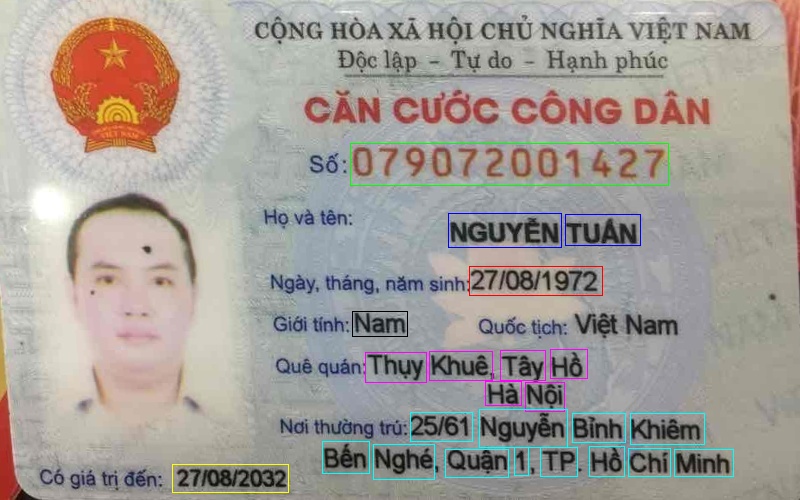 CỘNG HÒA XÃ HỘI CHỦ NGHĨA VIỆT NAM
Độc lập - Tự do - Hạnh phúc
CĂN CƯỚC CÔNG DÂN
Số: 079072001427
Họ và tên:
NGUYỄN TUẤN
Ngày, tháng, năm sinh: 27/08/1972
Giới tính: Nam Quốc tịch: Việt Nam
Quê quán: Thụy Khuê, Tây Hồ
Hà Nội
Nơi thường trú: 25/61 Nguyễn Bỉnh Khiêm
Bến Nghé, Quận 1, TP. Hồ Chí Minh
Có giá trị đến: 27/08/2032